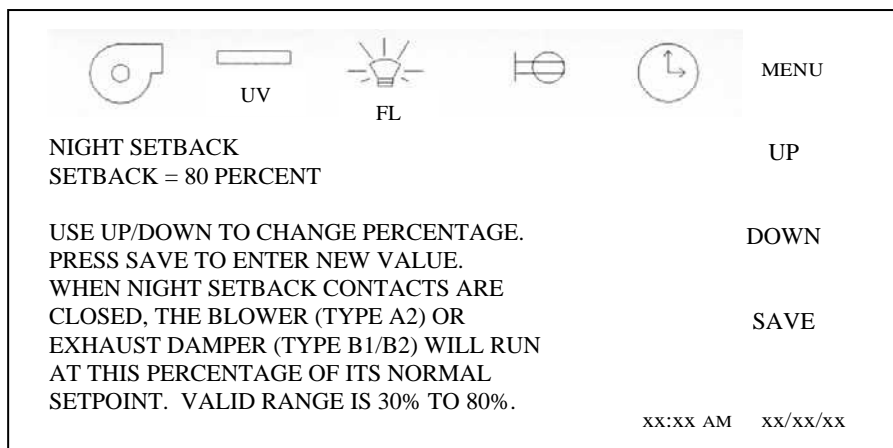 MENU
UV
FL
NIGHT SETBACK
SETBACK = 80 PERCENT
UP
USE UP/DOWN TO CHANGE PERCENTAGE.
DOWN
PRESS SAVE TO ENTER NEW VALUE.
WHEN NIGHT SETBACK CONTACTS ARE
CLOSED, THE BLOWER (TYPE A2) OR
SAVE
EXHAUST DAMPER (TYPE B1/B2) WILL RUN
AT THIS PERCENTAGE OF ITS NORMAL
SETPOINT. VALID RANGE IS 30% TO 80%.
xx:xx AM xx/xx/xx